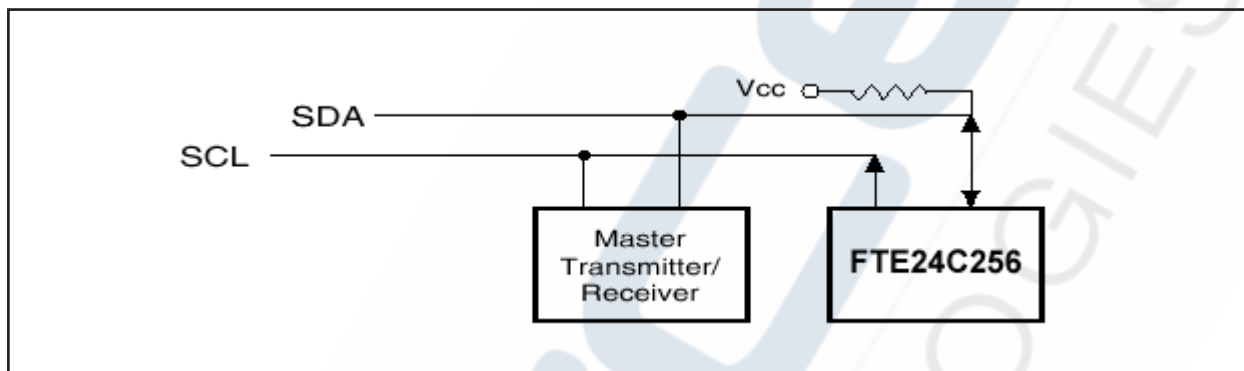 Vcc
SDA
SCL
Master
Transmitter/
Receiver
FTE24C256